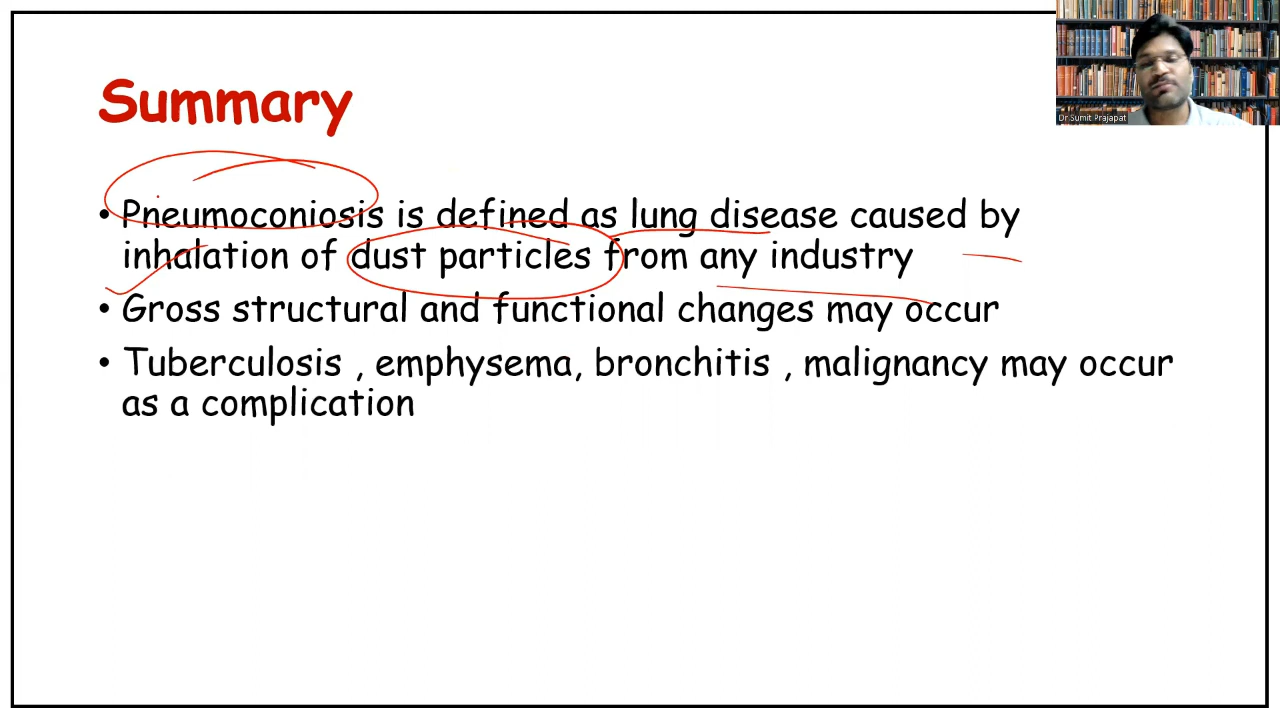 Summary
Dr.Sumit Prajapat
• Pneumoconiosis is defined as lung disease caused by
inhalation of dust particles from any industry
• Gross structural and functional changes may occur
• Tuberculosis , emphysema, bronchitis , malignancy may occur
as a complication